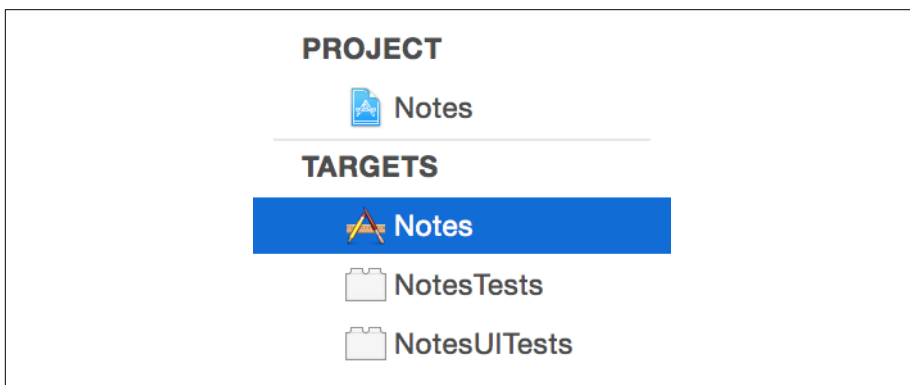 PROJECT
Notes
TARGETS
Notes
NotesTests
NotesUITests